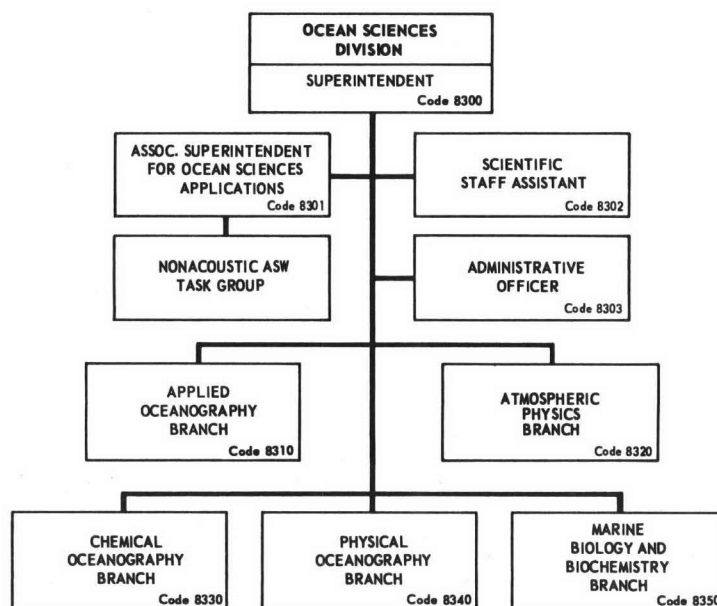 OCEAN SCIENCES
DIVISION
SUPERINTENDENT
Code 8300
ASSOC. SUPERINTENDENT
FOR OCEAN SCIENCES
APPLICATIONS
Code 8301
SCIENTIFIC
STAFF ASSISTANT
Code 8302
NONACOUSTIC ASW
TASK GROUP
ADMINISTRATIVE
OFFICER
Code 8303
APPLIED
OCEANOGRAPHY
BRANCH
Code 8310
ATMOSPHERIC
PHYSICS
BRANCH
Code 8320
CHEMICAL
OCEANOGRAPHY
BRANCH
Code 8330
PHYSICAL
OCEANOGRAPHY
BRANCH
Code 8340
MARINE
BIOLOGY AND
BIOCHEMISTRY
BRANCH
Code 8350